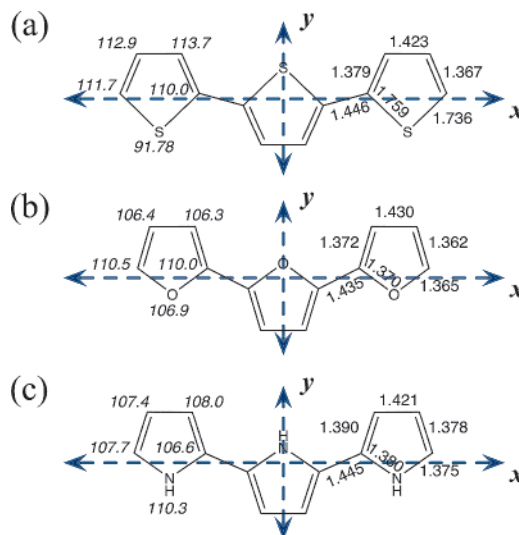 (a)
y
112.9 113.7 S 1.379 1.423 1.367
111.7 110.0 1.759
S 1.446 S 1.736 x
91.78
(b)
y
106.4 106.3 1.372 1.430 1.362
110.5 110.0 O 1.370
O 1.435 O 1.365 x
106.9
(c)
y
107.4 108.0 H 1.390 1.421 1.378
107.7 106.6 N 1.380
N 1.445 N 1.375 x
H H
110.3